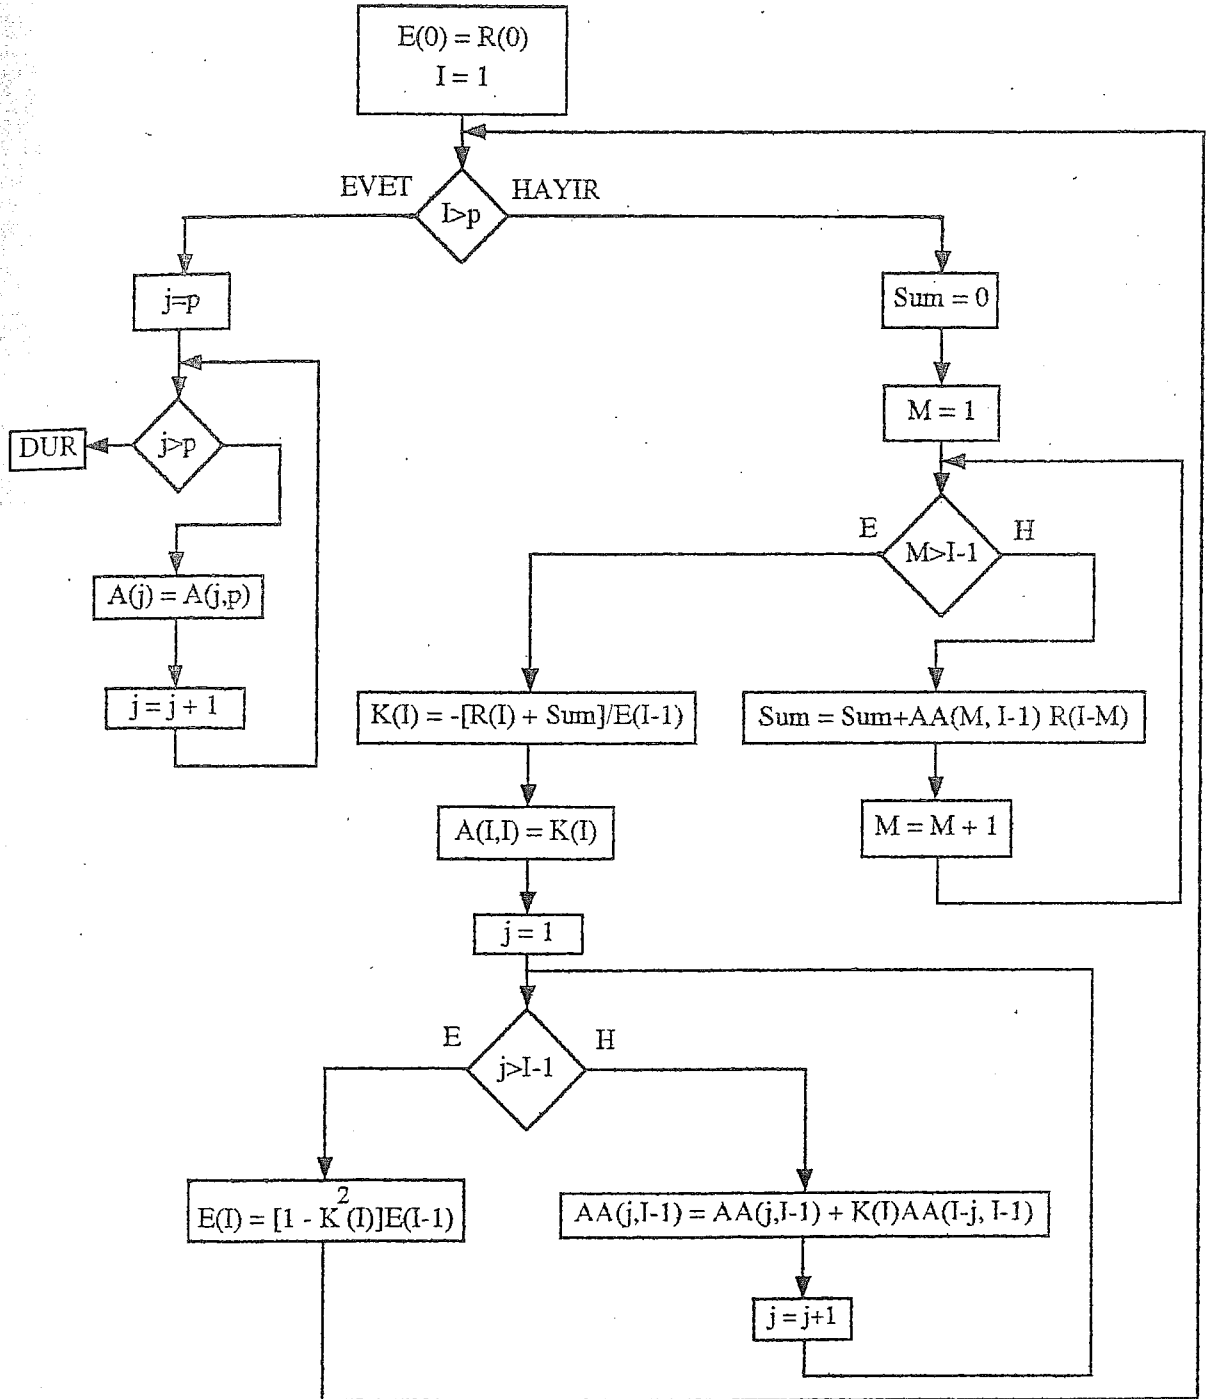 E(0) = R(0)
I = 1
EVET
HAYIR
I>p
j=p
Sum = 0
M = 1
DUR
j>p
E
H
M>I-1
A(j) = A(j,p)
j = j + 1
K(I) = -[R(I) + Sum]/E(I-1)
Sum = Sum+AA(M, I-1) R(I-M)
A(I,I) = K(I)
M = M + 1
j = 1
E
H
j>I-1
E(I) = [1 - K²(I)]E(I-1)
AA(j,I-1) = AA(j,I-1) + K(I)AA(I-j, I-1)
j = j+1